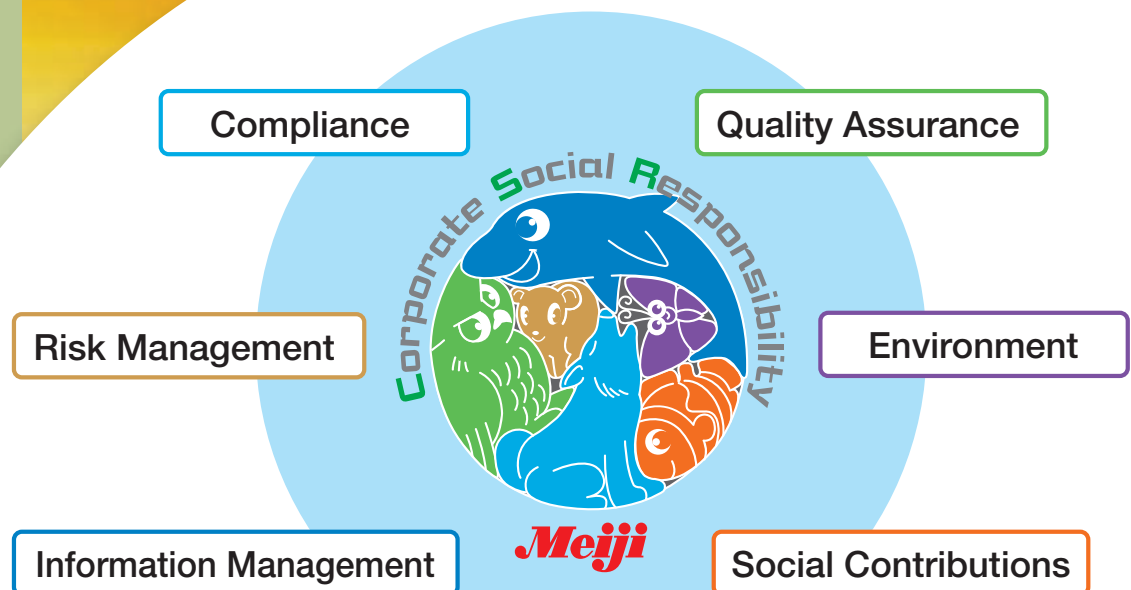 Compliance
Quality Assurance
Corporate Social Responsibility
Risk Management
Environment
Meiji
Information Management
Social Contributions